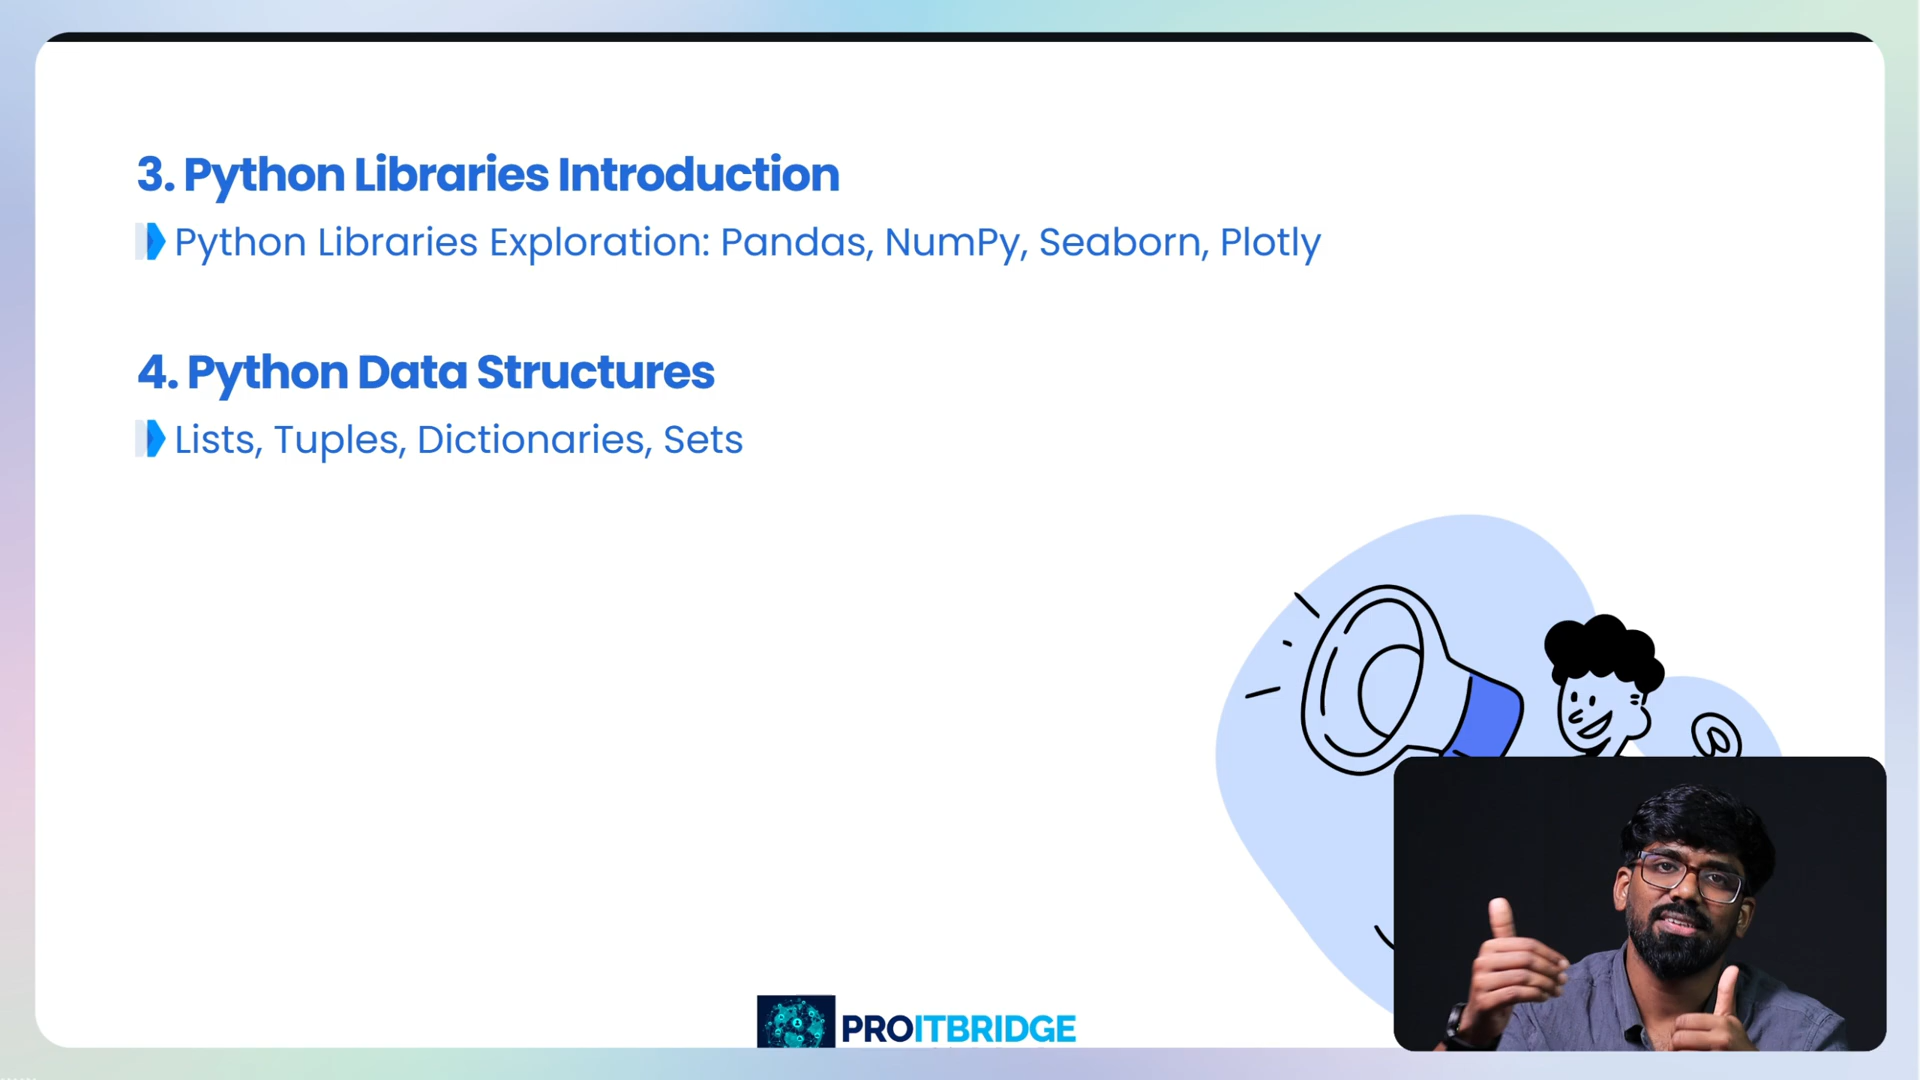 3. Python Libraries Introduction
Python Libraries Exploration: Pandas, NumPy, Seaborn, Plotly
4. Python Data Structures
Lists, Tuples, Dictionaries, Sets
PROITBRIDGE